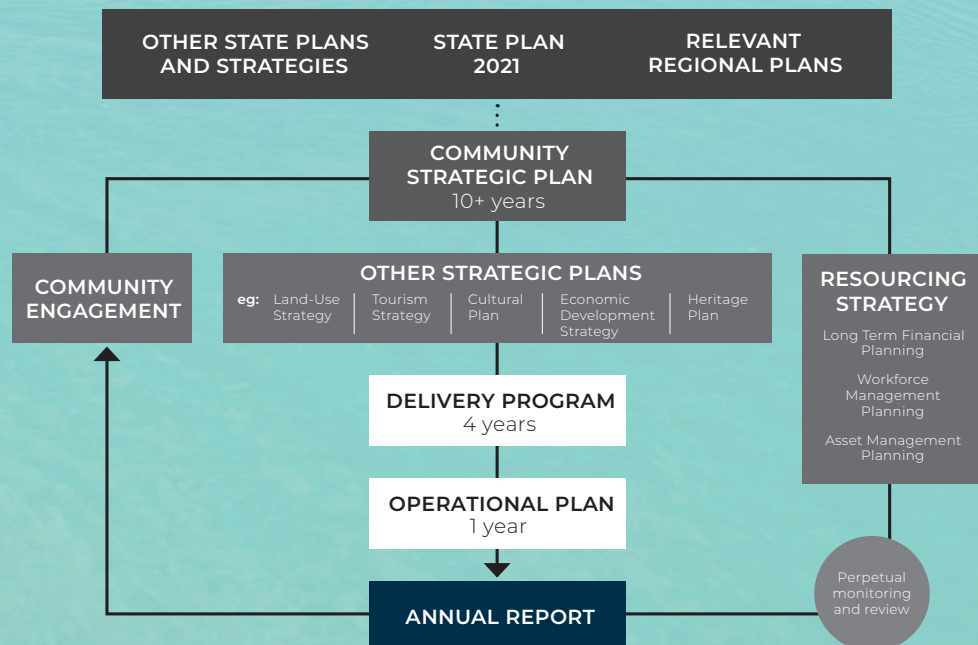 OTHER STATE PLANS
AND STRATEGIES
STATE PLAN
2021
RELEVANT
REGIONAL PLANS
COMMUNITY
STRATEGIC PLAN
10+ years
COMMUNITY
ENGAGEMENT
OTHER STRATEGIC PLANS
eg:
Land-Use
Strategy
Tourism
Strategy
Cultural
Plan
Economic
Development
Strategy
Heritage
Plan
RESOURCING
STRATEGY
Long Term Financial
Planning
Workforce
Management
Planning
Asset Management
Planning
DELIVERY PROGRAM
4 years
OPERATIONAL PLAN
1 year
Perpetual
monitoring
and review
ANNUAL REPORT